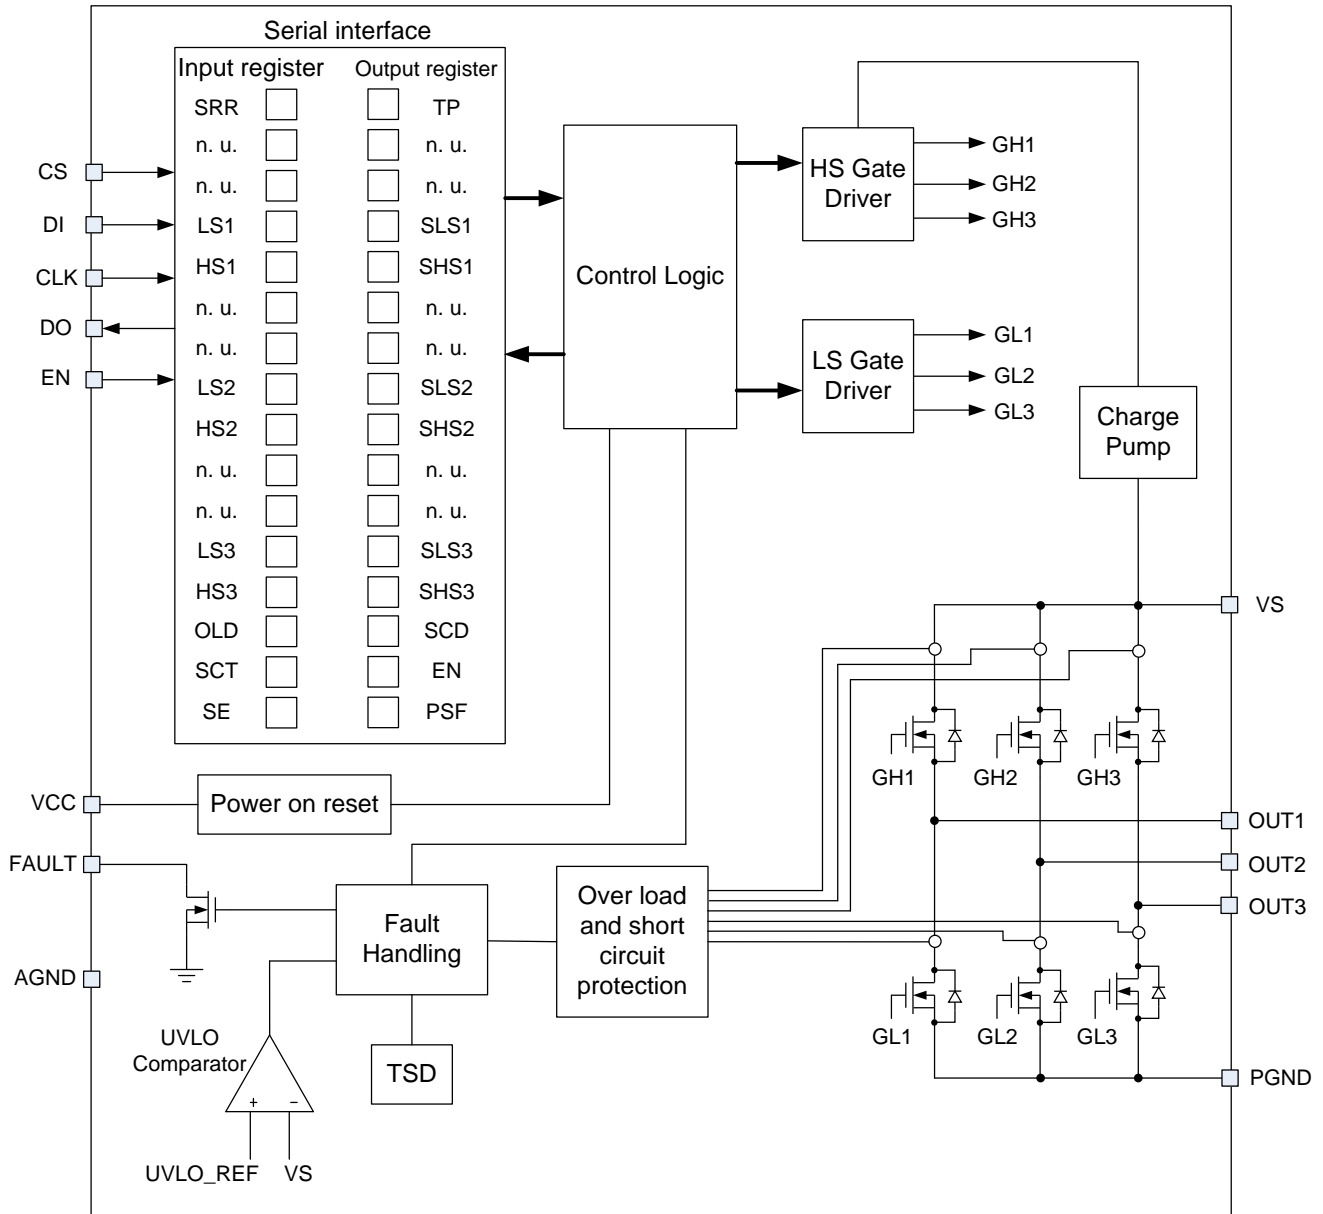 Serial interface
Input register
Output register
SRR
TP
n. u.
n. u.
n. u.
n. u.
LS1
SLS1
HS1
SHS1
n. u.
n. u.
n. u.
n. u.
LS2
SLS2
HS2
SHS2
n. u.
n. u.
n. u.
n. u.
LS3
SLS3
HS3
SHS3
OLD
SCD
SCT
EN
SE
PSF
CS
DI
CLK
DO
EN
Control Logic
HS Gate
Driver
GH1
GH2
GH3
LS Gate
Driver
GL1
GL2
GL3
Charge
Pump
VS
GH1
GH2
GH3
VCC
Power on reset
OUT1
OUT2
OUT3
FAULT
Fault
Handling
Over load
and short
circuit
protection
AGND
GL1
GL2
GL3
UVLO
Comparator
TSD
PGND
+
−
UVLO_REF
VS